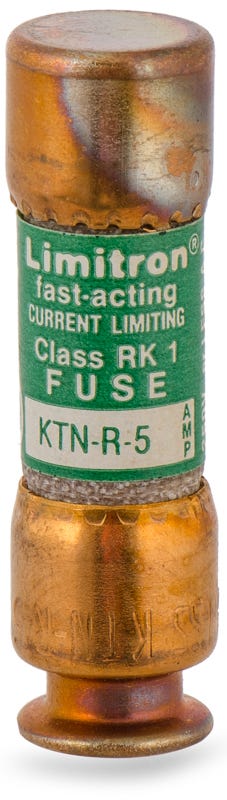 Limitron®
fast-acting
CURRENT LIMITING
Class RK 1
FUSE
KTN-R-5
AMP